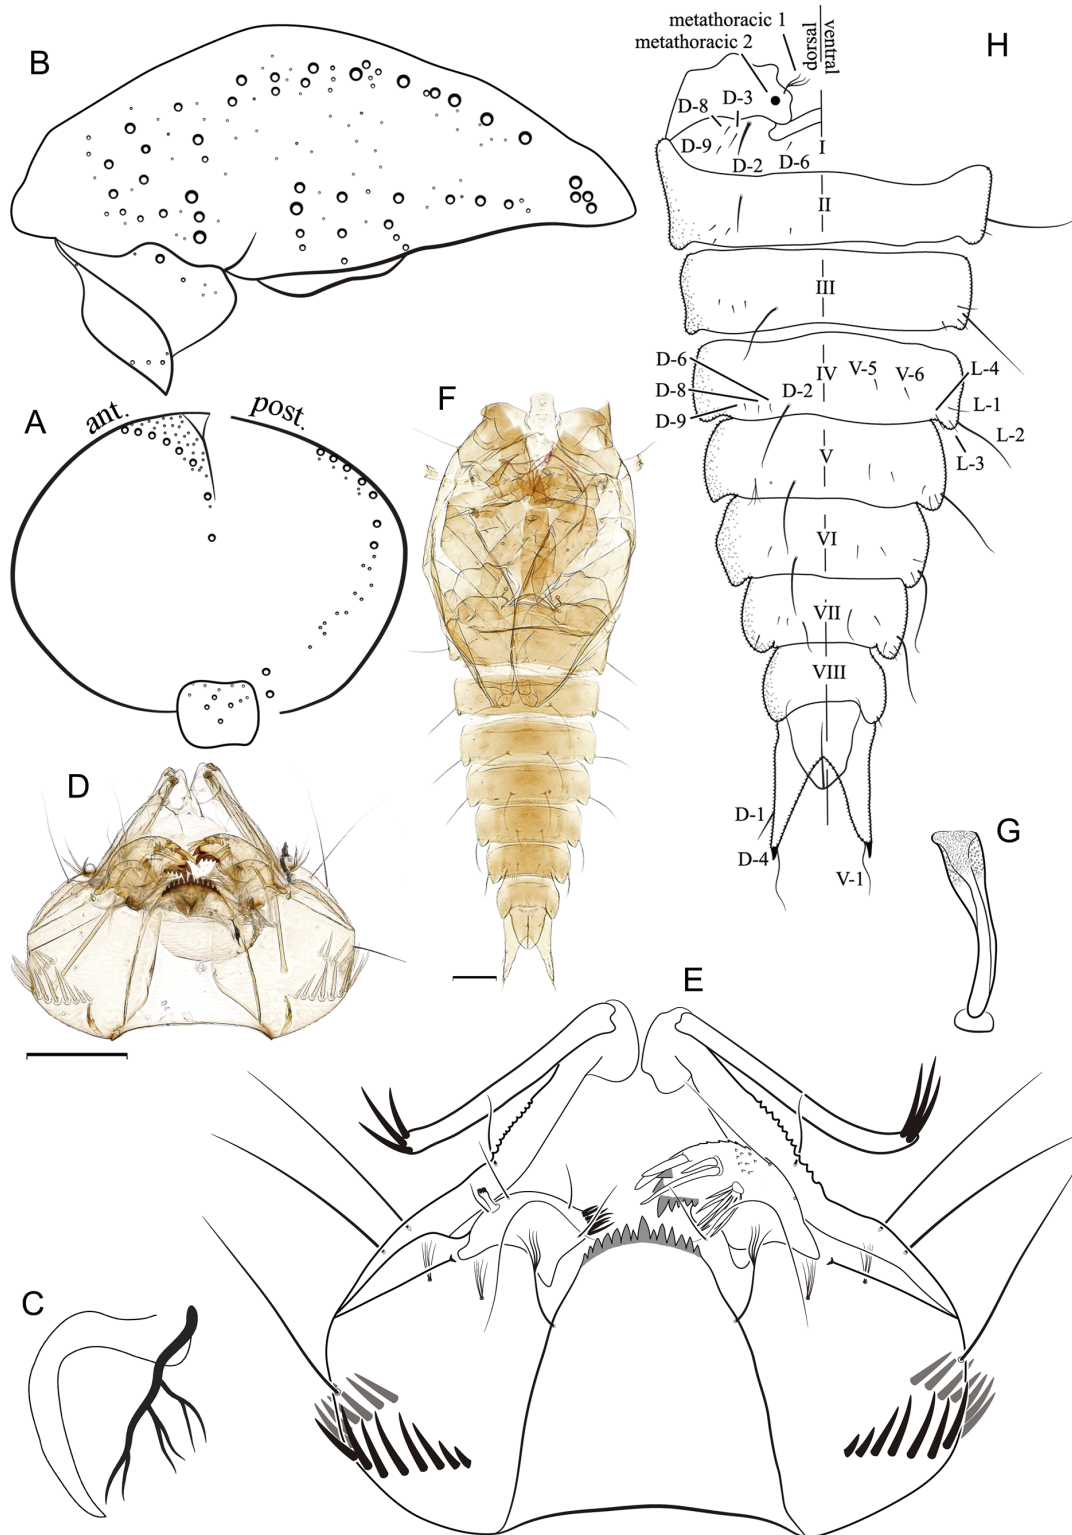 B
metathoracic 1
metathoracic 2
dorsal
ventral
H
D-8
D-3
D-9
D-2
D-6
I
II
III
D-6
IV
V-5
V-6
L-4
D-8
D-2
L-1
D-9
L-2
L-3
A
ant.
post.
F
V
VI
VII
VIII
D
D-1
D-4
V-1
G
E
C